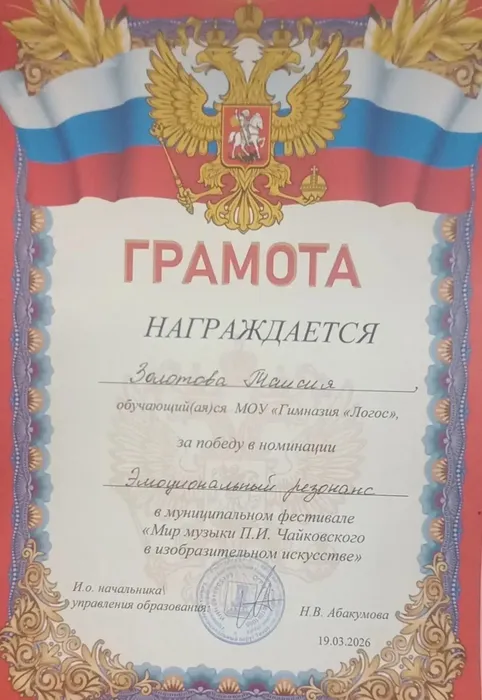 ГРАМОТА
НАГРАЖДАЕТСЯ
Золотова Таисия,
обучающий(ая)ся МОУ «Гимназия «Логос»,
за победу в номинации
Эмоциональный резонанс
в муниципальном фестивале
«Мир музыки П.И. Чайковского
в изобразительном искусстве»
И.о. начальника\
управления образования:
Н.В. Абакумова
19.03.2026